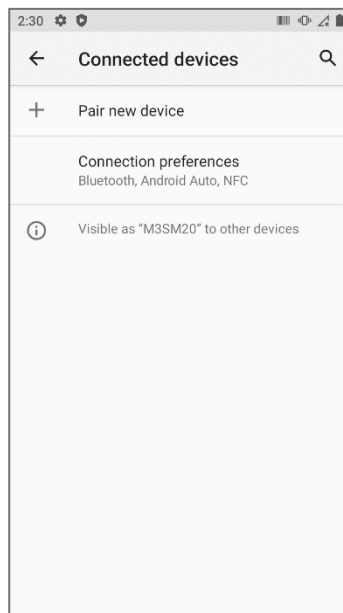 2:30
Connected devices
Pair new device
Connection preferences
Bluetooth, Android Auto, NFC
Visible as "M3SM20" to other devices